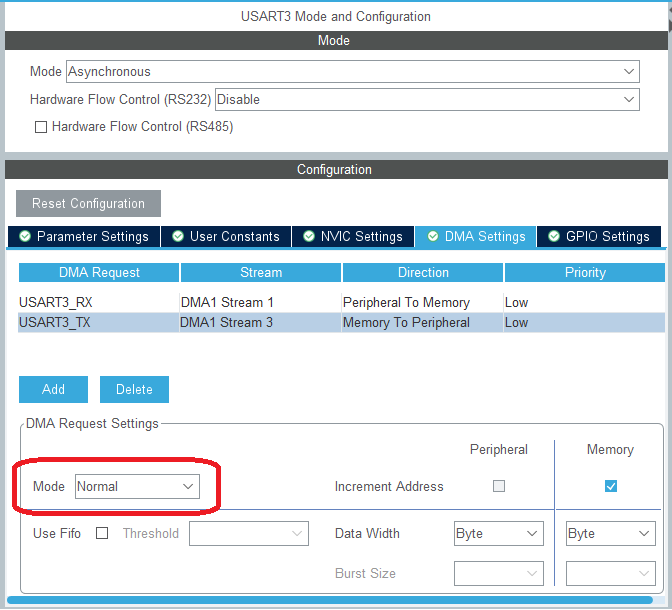 USART3 Mode and Configuration
Mode
Mode Asynchronous
Hardware Flow Control (RS232) Disable
Hardware Flow Control (RS485)
Configuration
Reset Configuration
Parameter Settings User Constants NVIC Settings DMA Settings GPIO Settings
DMA Request Stream Direction Priority
USART3_RX DMA1 Stream 1 Peripheral To Memory Low
USART3_TX DMA1 Stream 3 Memory To Peripheral Low
Add Delete
DMA Request Settings
Peripheral Memory
Mode Normal Increment Address
Use Fifo Threshold Data Width Byte Byte
Burst Size